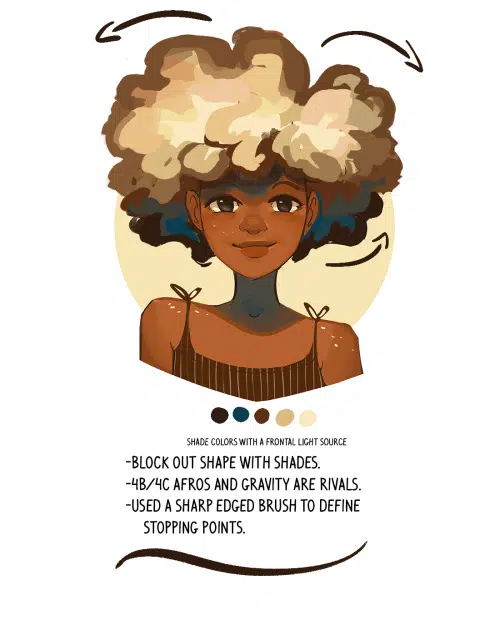 SHADE COLORS WITH A FRONTAL LIGHT SOURCE
-BLOCK OUT SHAPE WITH SHADES.
-4B/4C AFROS AND GRAVITY ARE RIVALS.
-USED A SHARP EDGED BRUSH TO DEFINE
STOPPING POINTS.